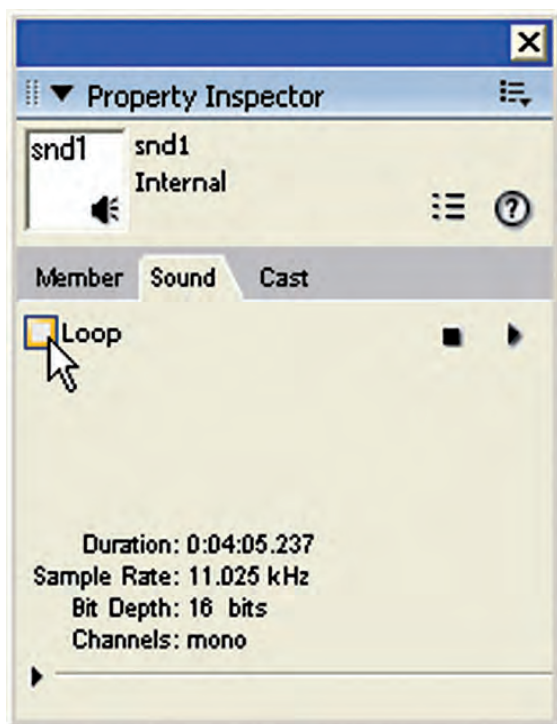 Property Inspector
snd1
snd1
Internal
Member Sound Cast
Loop
Duration: 0:04:05.237
Sample Rate: 11.025 kHz
Bit Depth: 16 bits
Channels: mono